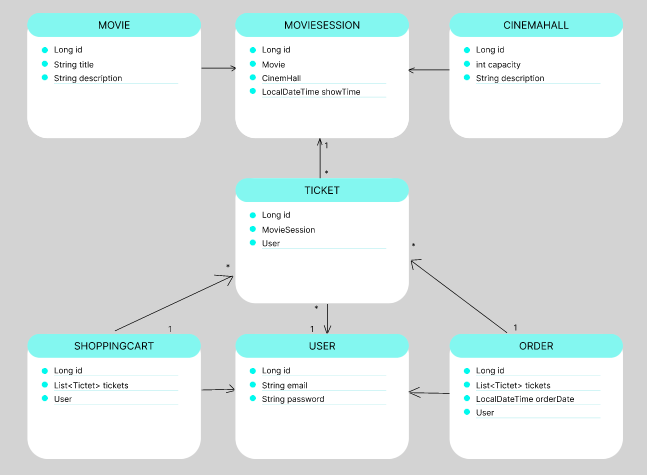 MOVIE
Long id
String title
String description
MOVIESESSION
Long id
Movie
CinemHall
LocalDateTime showTime
CINEMAHALL
Long id
int capacity
String description
1
*
TICKET
Long id
MovieSession
User
*
*
*
1
1
1
SHOPPINGCART
Long id
List<Tictet> tickets
User
USER
Long id
String email
String password
ORDER
Long id
List<Tictet> tickets
LocalDateTime orderDate
User